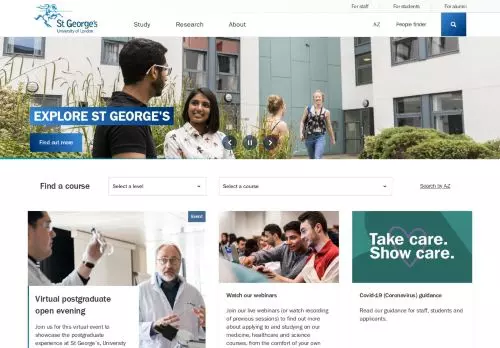 For staff
For students
For alumni
St George's
University of London
Study
Research
About
A-Z
People finder
EXPLORE ST GEORGE'S
Find out more
Find a course
Select a level
Select a course
Search by A-Z
Event
Virtual postgraduate
open evening
Join us for this virtual event to
showcase the postgraduate
experience at St George's, University
Watch our webinars
Join our live webinars (or watch recording
of previous sessions) to find out more
about applying to and studying on our
medicine, healthcare and science
courses, from the comfort of your own
Take care.
Show care.
Covid-19 (Coronavirus) guidance
Read our guidance for staff, students and
applicants.